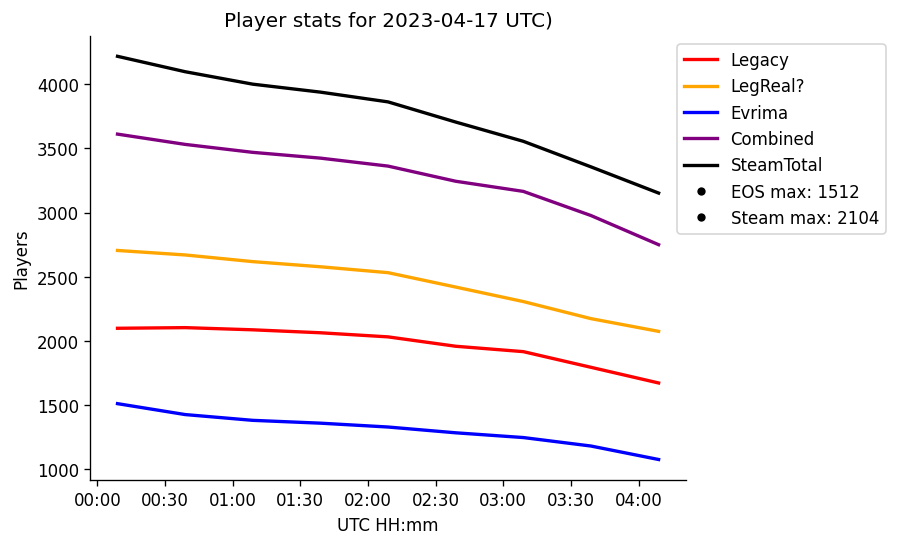 Player stats for 2023-04-17 UTC)
Legacy
LegReal?
Evrima
Combined
SteamTotal
EOS max: 1512
Steam max: 2104
Players
4000
3500
3000
2500
2000
1500
1000
00:00 00:30 01:00 01:30 02:00 02:30 03:00 03:30 04:00
UTC HH:mm